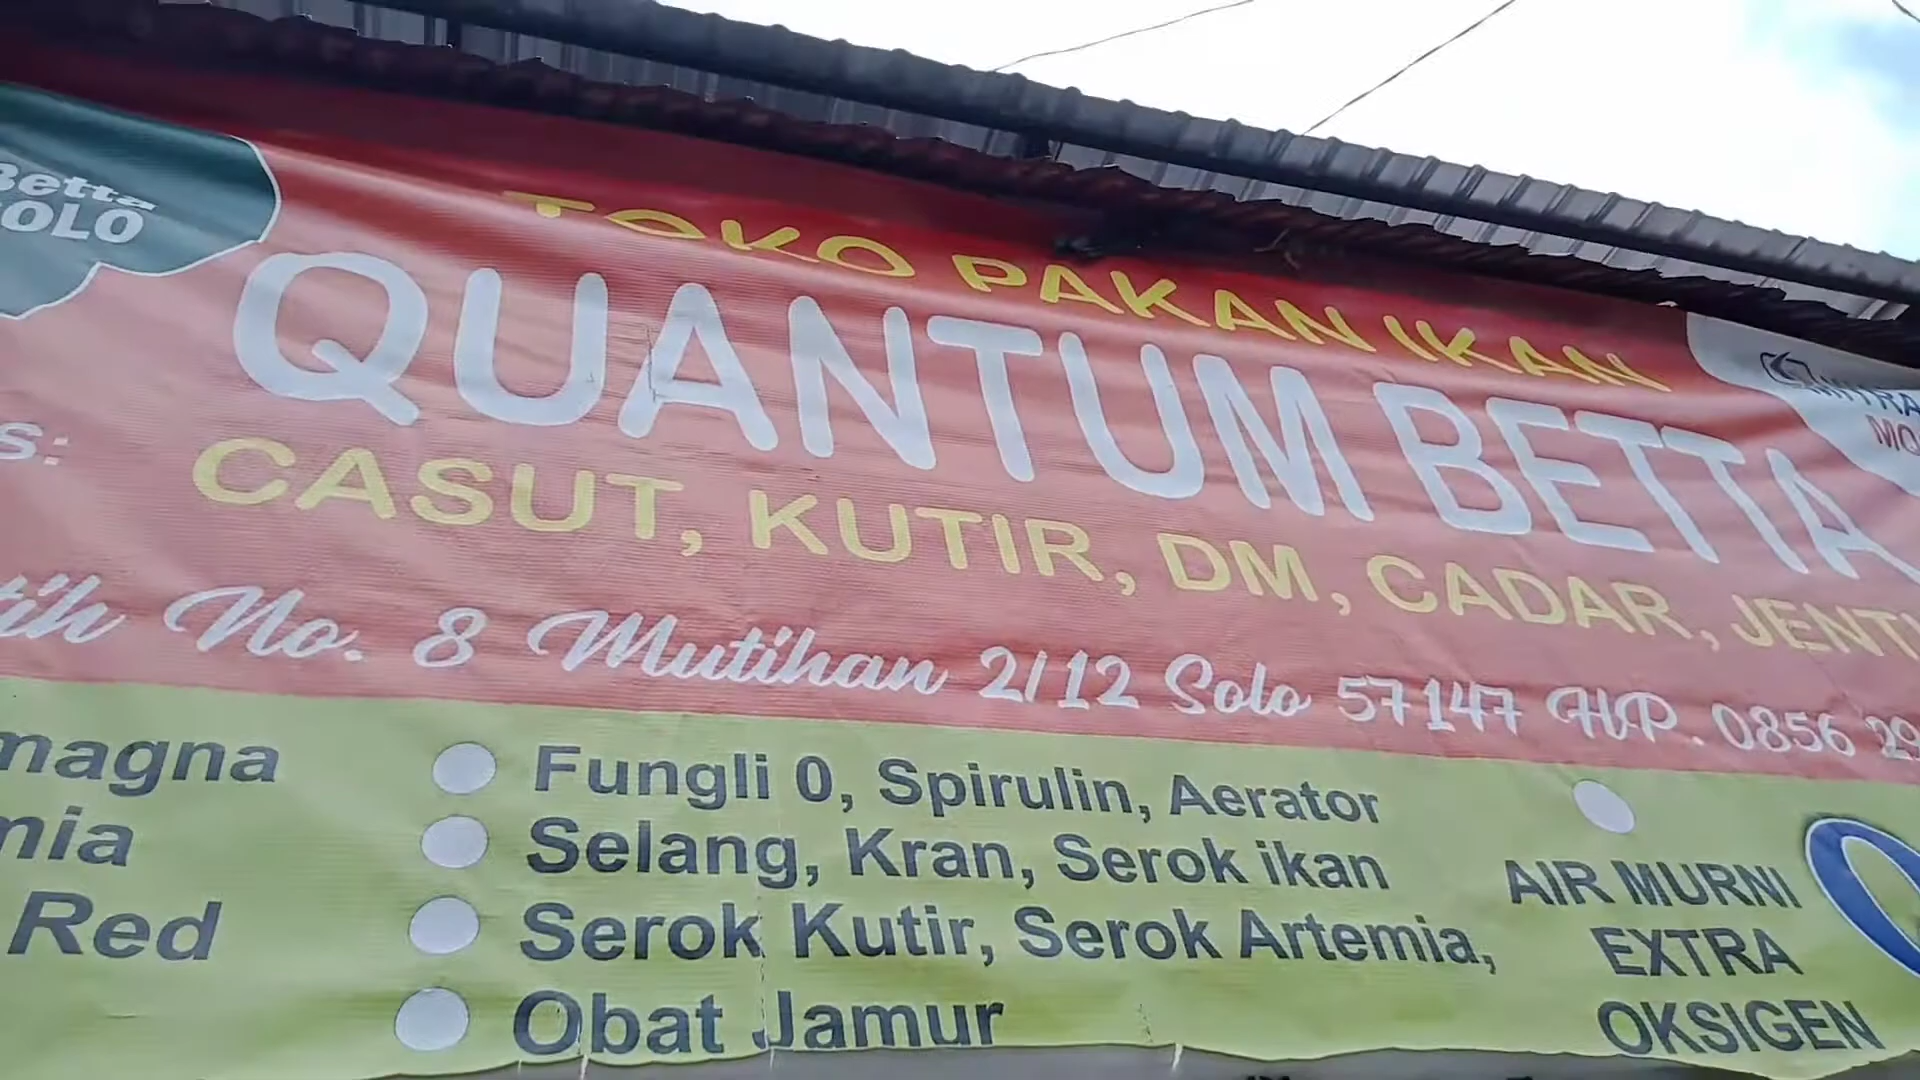 Betta
SOLO
TOKO PAKAN IKAN
QUANTUM BETTA
s:
CASUT, KUTIR, DM, CADAR, JENTI
tih No. 8 Mutihan 2/12 Solo 57147 HP. 0856 29
magna
mia
Red
Fungli 0, Spirulin, Aerator
Selang, Kran, Serok ikan
Serok Kutir, Serok Artemia,
Obat Jamur
AIR MURNI
EXTRA
OKSIGEN